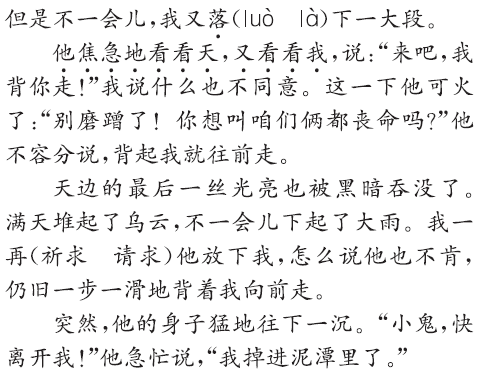 但是不一会儿，我又落(luò　là)下一大段。
他焦急地看看天，又看看我，说：“来吧，我
背你走！”我说什么也不同意。这一下他可火
了：“别磨蹭了！你想叫咱们俩都丧命吗？”他
不容分说，背起我就往前走。
天边的最后一丝光亮也被黑暗吞没了。
满天堆起了乌云，不一会儿下起了大雨。我一
再(祈求　请求)他放下我，怎么说他也不肯，
仍旧一步一滑地背着我向前走。
突然，他的身子猛地往下一沉。“小鬼，快
离开我！”他急忙说，“我掉进泥潭里了。”